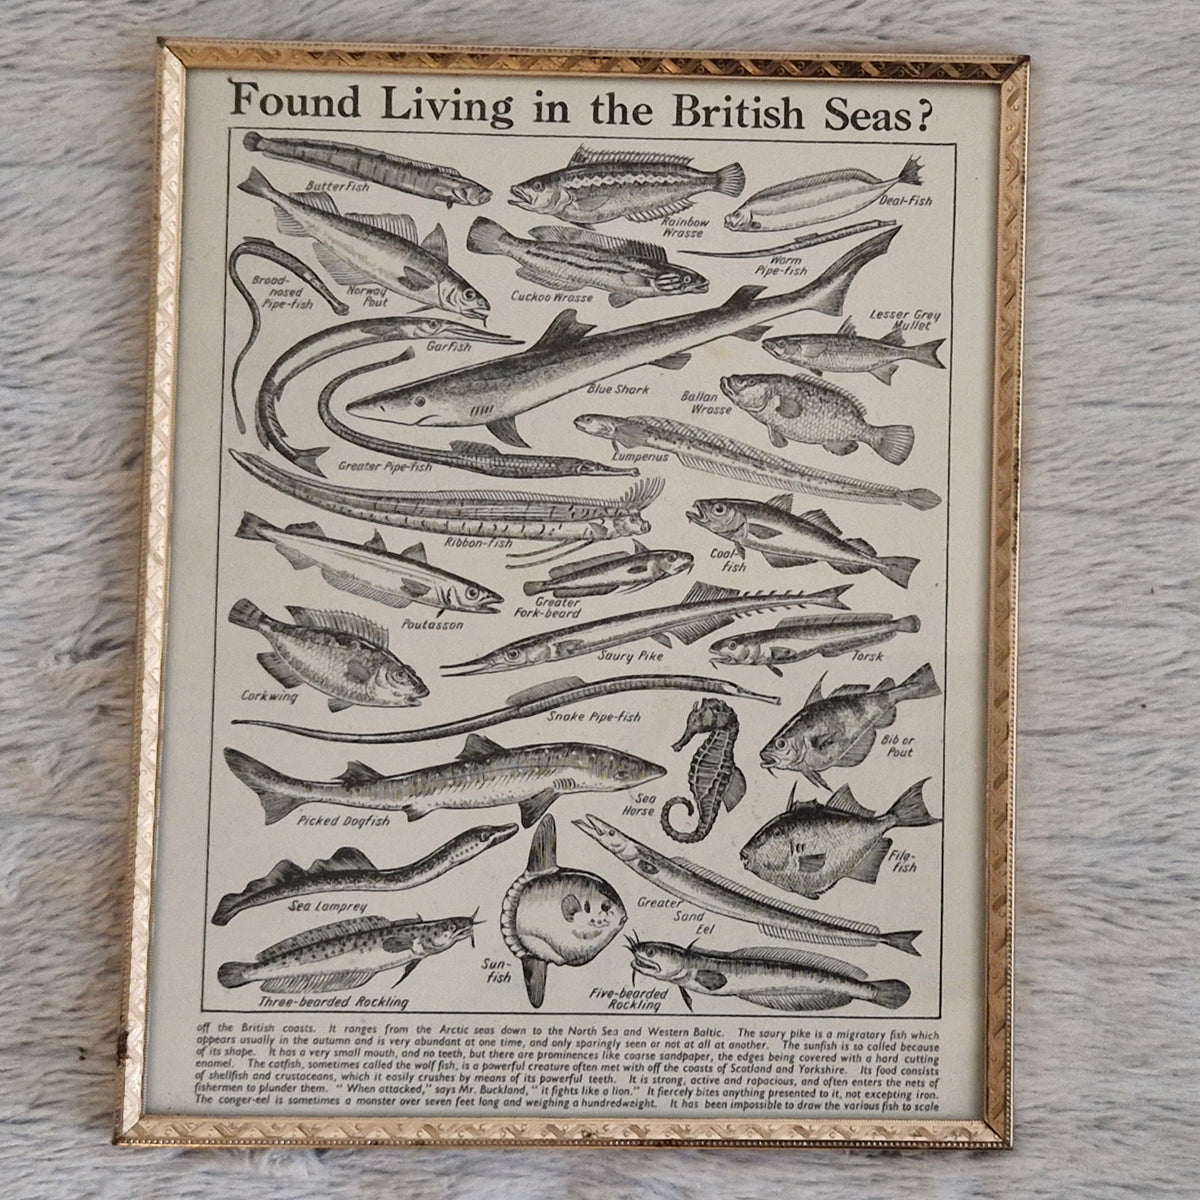 Found Living in the British Seas?
Butterfish
Rainbow
Wrasse
Deal-fish
Broad-
nosed
Pipe-fish
Norway
Pout
Cuckoo Wrasse
Worm
Pipe-fish
Lesser Grey
Mullet
Garfish
Blue Shark
Ballan
Wrasse
Greater Pipe-fish
Lumpenus
Ribbon-fish
Coal-
fish
Poutasson
Greater
Fork-beard
Corkwing
Saury Pike
Torsk
Snake Pipe-fish
Bib or
Pout
Picked Dogfish
Sea
Horse
File-
fish
Sea Lamprey
Greater
Sand
Eel
Three-bearded Rockling
Sun-
fish
Five-bearded
Rockling
off the British coasts. It ranges from the Arctic seas down to the North Sea and Western Baltic. The saury pike is a migratory fish which
appears usually in the autumn and is very abundant at one time, and only sparingly seen or not at all at another. The sunfish is so called because
of its shape. It has a very small mouth, and no teeth, but there are prominences like coarse sandpaper, the edges being covered with a hard cutting
enamel. The catfish, sometimes called the wolf fish, is a powerful creature often met with off the coasts of Scotland and Yorkshire. Its food consists
of shellfish and crustaceans, which it easily crushes by means of its powerful teeth. It is strong, active and rapacious, and often enters the nets of
fishermen to plunder them. "When attacked," says Mr. Buckland, "it fights like a lion." It fiercely bites anything presented to it, not excepting iron.
The conger-eel is sometimes a monster over seven feet long and weighing a hundredweight. It has been impossible to draw the various fish to scale